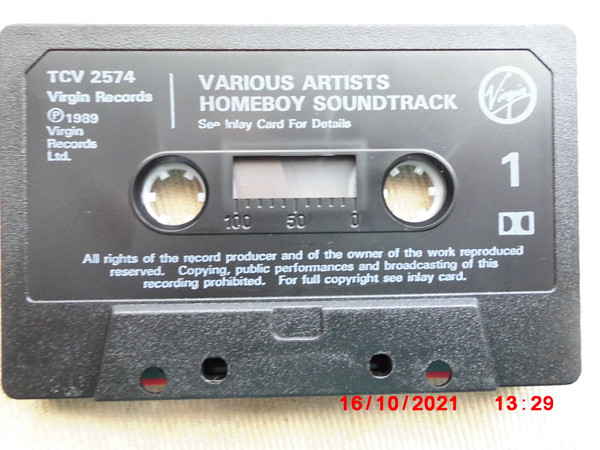 TCV 2574
Virgin Records
Ⓟ1989
Virgin
Records
Ltd.
VARIOUS ARTISTS
HOMEBOY SOUNDTRACK
See Inlay Card For Details
Virgin
1
100 50 0
All rights of the record producer and of the owner of the work reproduced
reserved. Copying, public performances and broadcasting of this
recording prohibited. For full copyright see inlay card.
16/10/2021 13:29